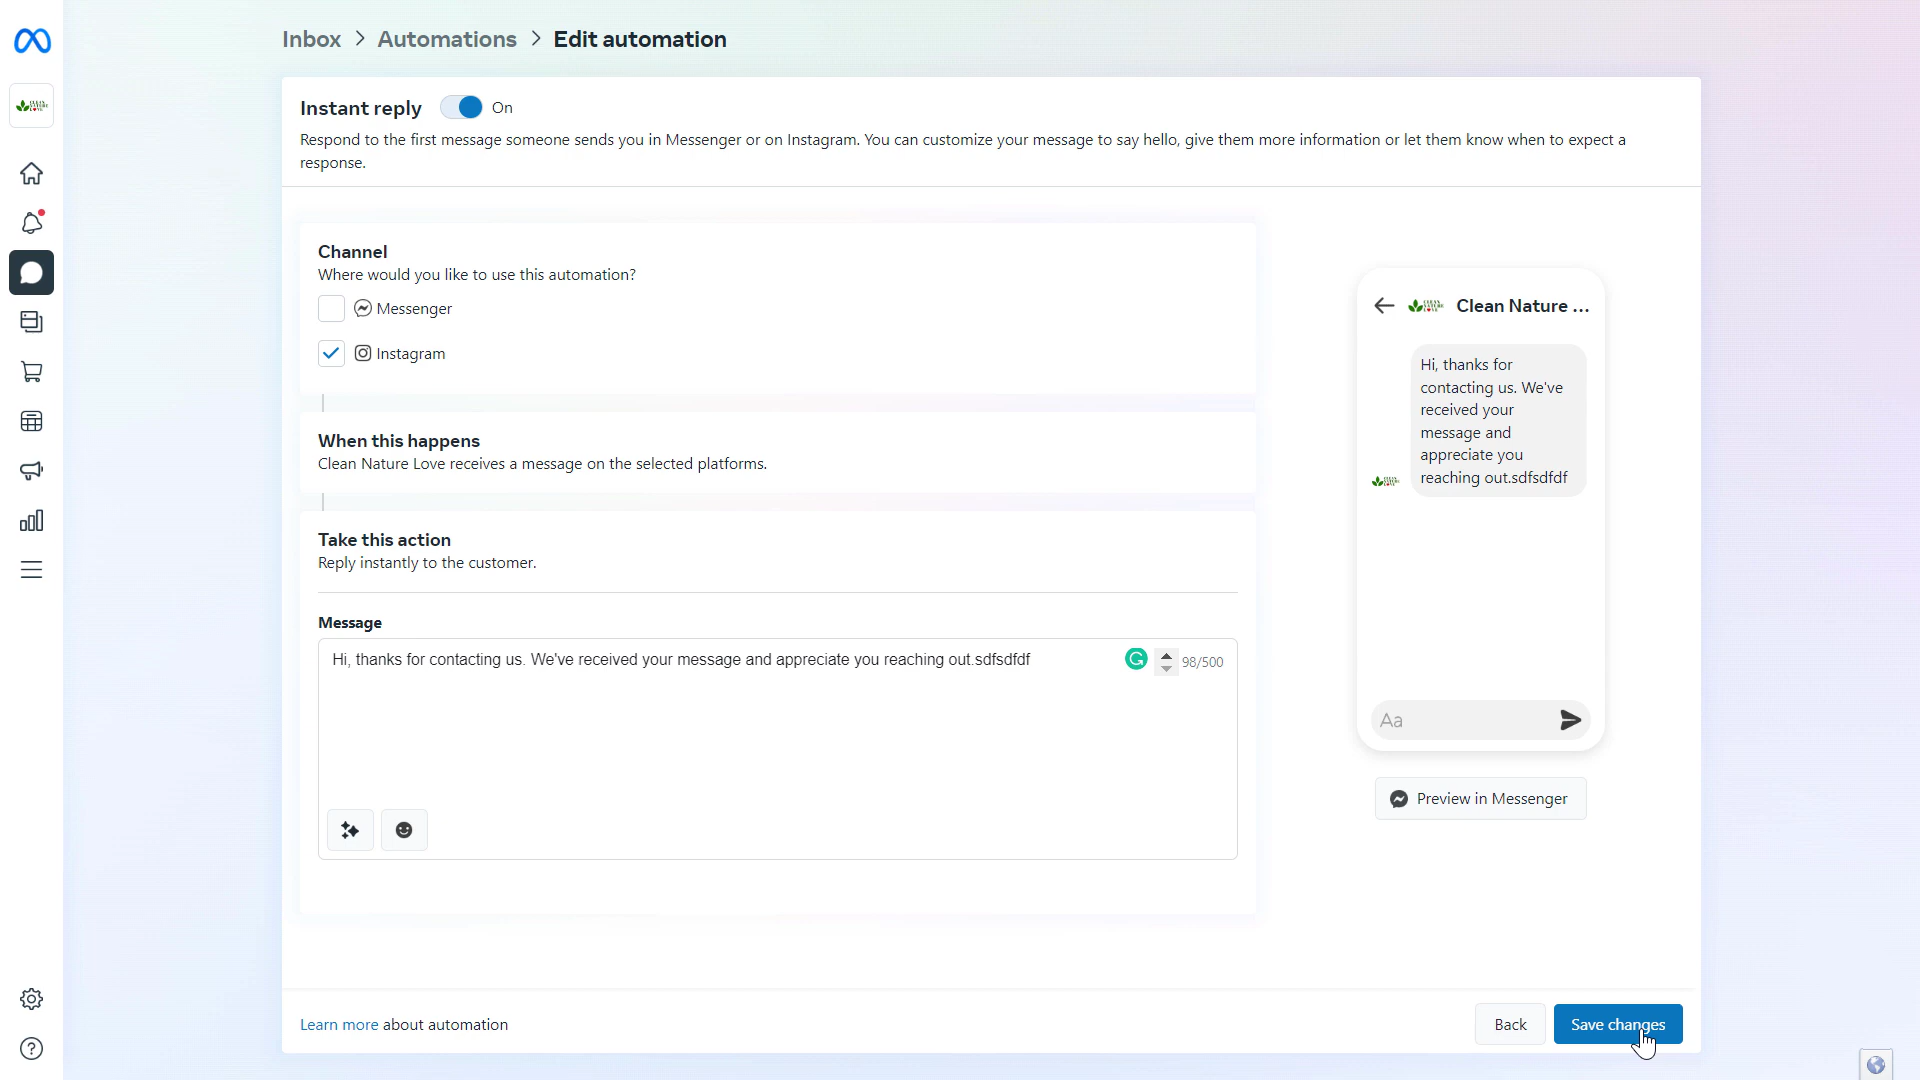 Inbox > Automations > Edit automation
Instant reply On
Respond to the first message someone sends you in Messenger or on Instagram. You can customize your message to say hello, give them more information or let them know when to expect a
response.
Channel
Where would you like to use this automation?
Messenger
Instagram
When this happens
Clean Nature Love receives a message on the selected platforms.
Take this action
Reply instantly to the customer.
Message
Hi, thanks for contacting us. We've received your message and appreciate you reaching out.sdfsdfdf
98/500
Clean Nature ...
Hi, thanks for
contacting us. We've
received your
message and
appreciate you
reaching out.sdfsdfdf
Aa
Preview in Messenger
Learn more about automation
Back
Save changes